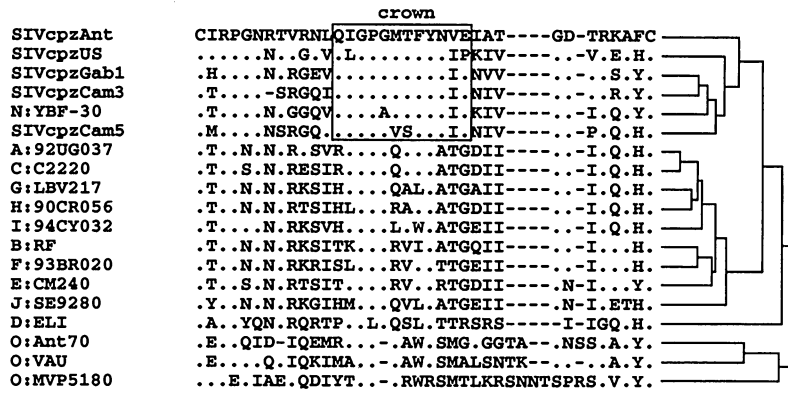 crown
SIVcpzAnt CIRPGNRTVRNLQIGPGMTFYNVEIAT----GD-TRKAFC
SIVcpzUS ......N..G.V.L........IPKIV----..-.V.E.H.
SIVcpzGab1 .H....N.RGEV..........I.NVV----..-...S.Y.
SIVcpzCam3 .T....-SRGQI..........I.NIV----..-...R.Y.
N:YBF-30 .T....N.GGQV....A.....I.KIV----..-.I.Q.Y.
SIVcpzCam5 .M....NSRGQ......VS...I.NIV----..-.P.Q.H.
A:92UG037 .T..N.N.R.SVR....Q...ATGDII----..-.I.Q.H.
C:C2220 .T..S.N.RESIR....Q...ATGDII----..-.I.Q.H.
G:LBV217 .T..N.N.RKSIH....QAL.ATGAII----..-.I.Q.H.
H:90CR056 .T..N.N.RTSIHL...RA..ATGDII----..-.I.Q.H.
I:94CY032 .T..N.N.RKSVH....L.W.ATGEII----..-.I.Q.H.
B:RF .T..N.N.RKSITK...RVI.ATGQII----..-.I...H.
F:93BR020 .T..N.N.RKRISL...RV..TTGEII----..-.I...H.
E:CM240 .T..S.N.RTSIT....RV..RTGDII----.N-I...Y.
J:SE9280 .Y..N.N.RKGIHM...QVL.ATGEII----.N-I.ETH.
D:ELI .A..YQN.RQRTP..L.QSL.TTRSRS----I-IGQ.H.
O:Ant70 .E..QID-IQEMR...-.AW.SMG.GGTA---NSS.A.Y.
O:VAU .E...Q.IQKIMA...-.AW.SMALSNTK---..A.Y.
O:MVP5180 ...E.IAE.QDIYT...-.RWRSMTLKRSNNTSPRS.V.Y.